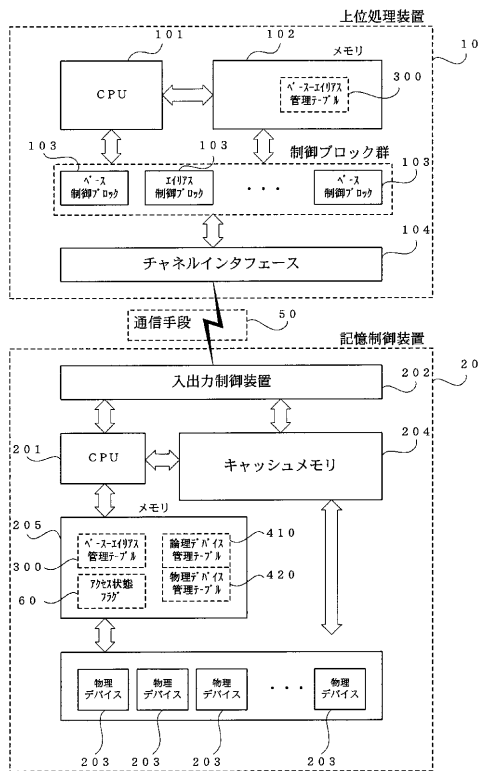 上位処理装置
101
102
10
メモリ
CPU
300
ベースーエイリアス
管理テーブル
103
103
制御ブロック群
103
ベース
制御ブロック
エイリアス
制御ブロック
・・・
ベース
制御ブロック
104
チャネルインタフェース
通信手段
50
記憶制御装置
20
入出力制御装置
202
201
204
CPU
キャッシュメモリ
205
メモリ
410
ベースーエイリアス
管理テーブル
論理デバイス
管理テーブル
300
420
60
アクセス状態
フラグ
物理デバイス
管理テーブル
物理
デバイス
物理
デバイス
物理
デバイス
・・・
物理
デバイス
203
203
203
203